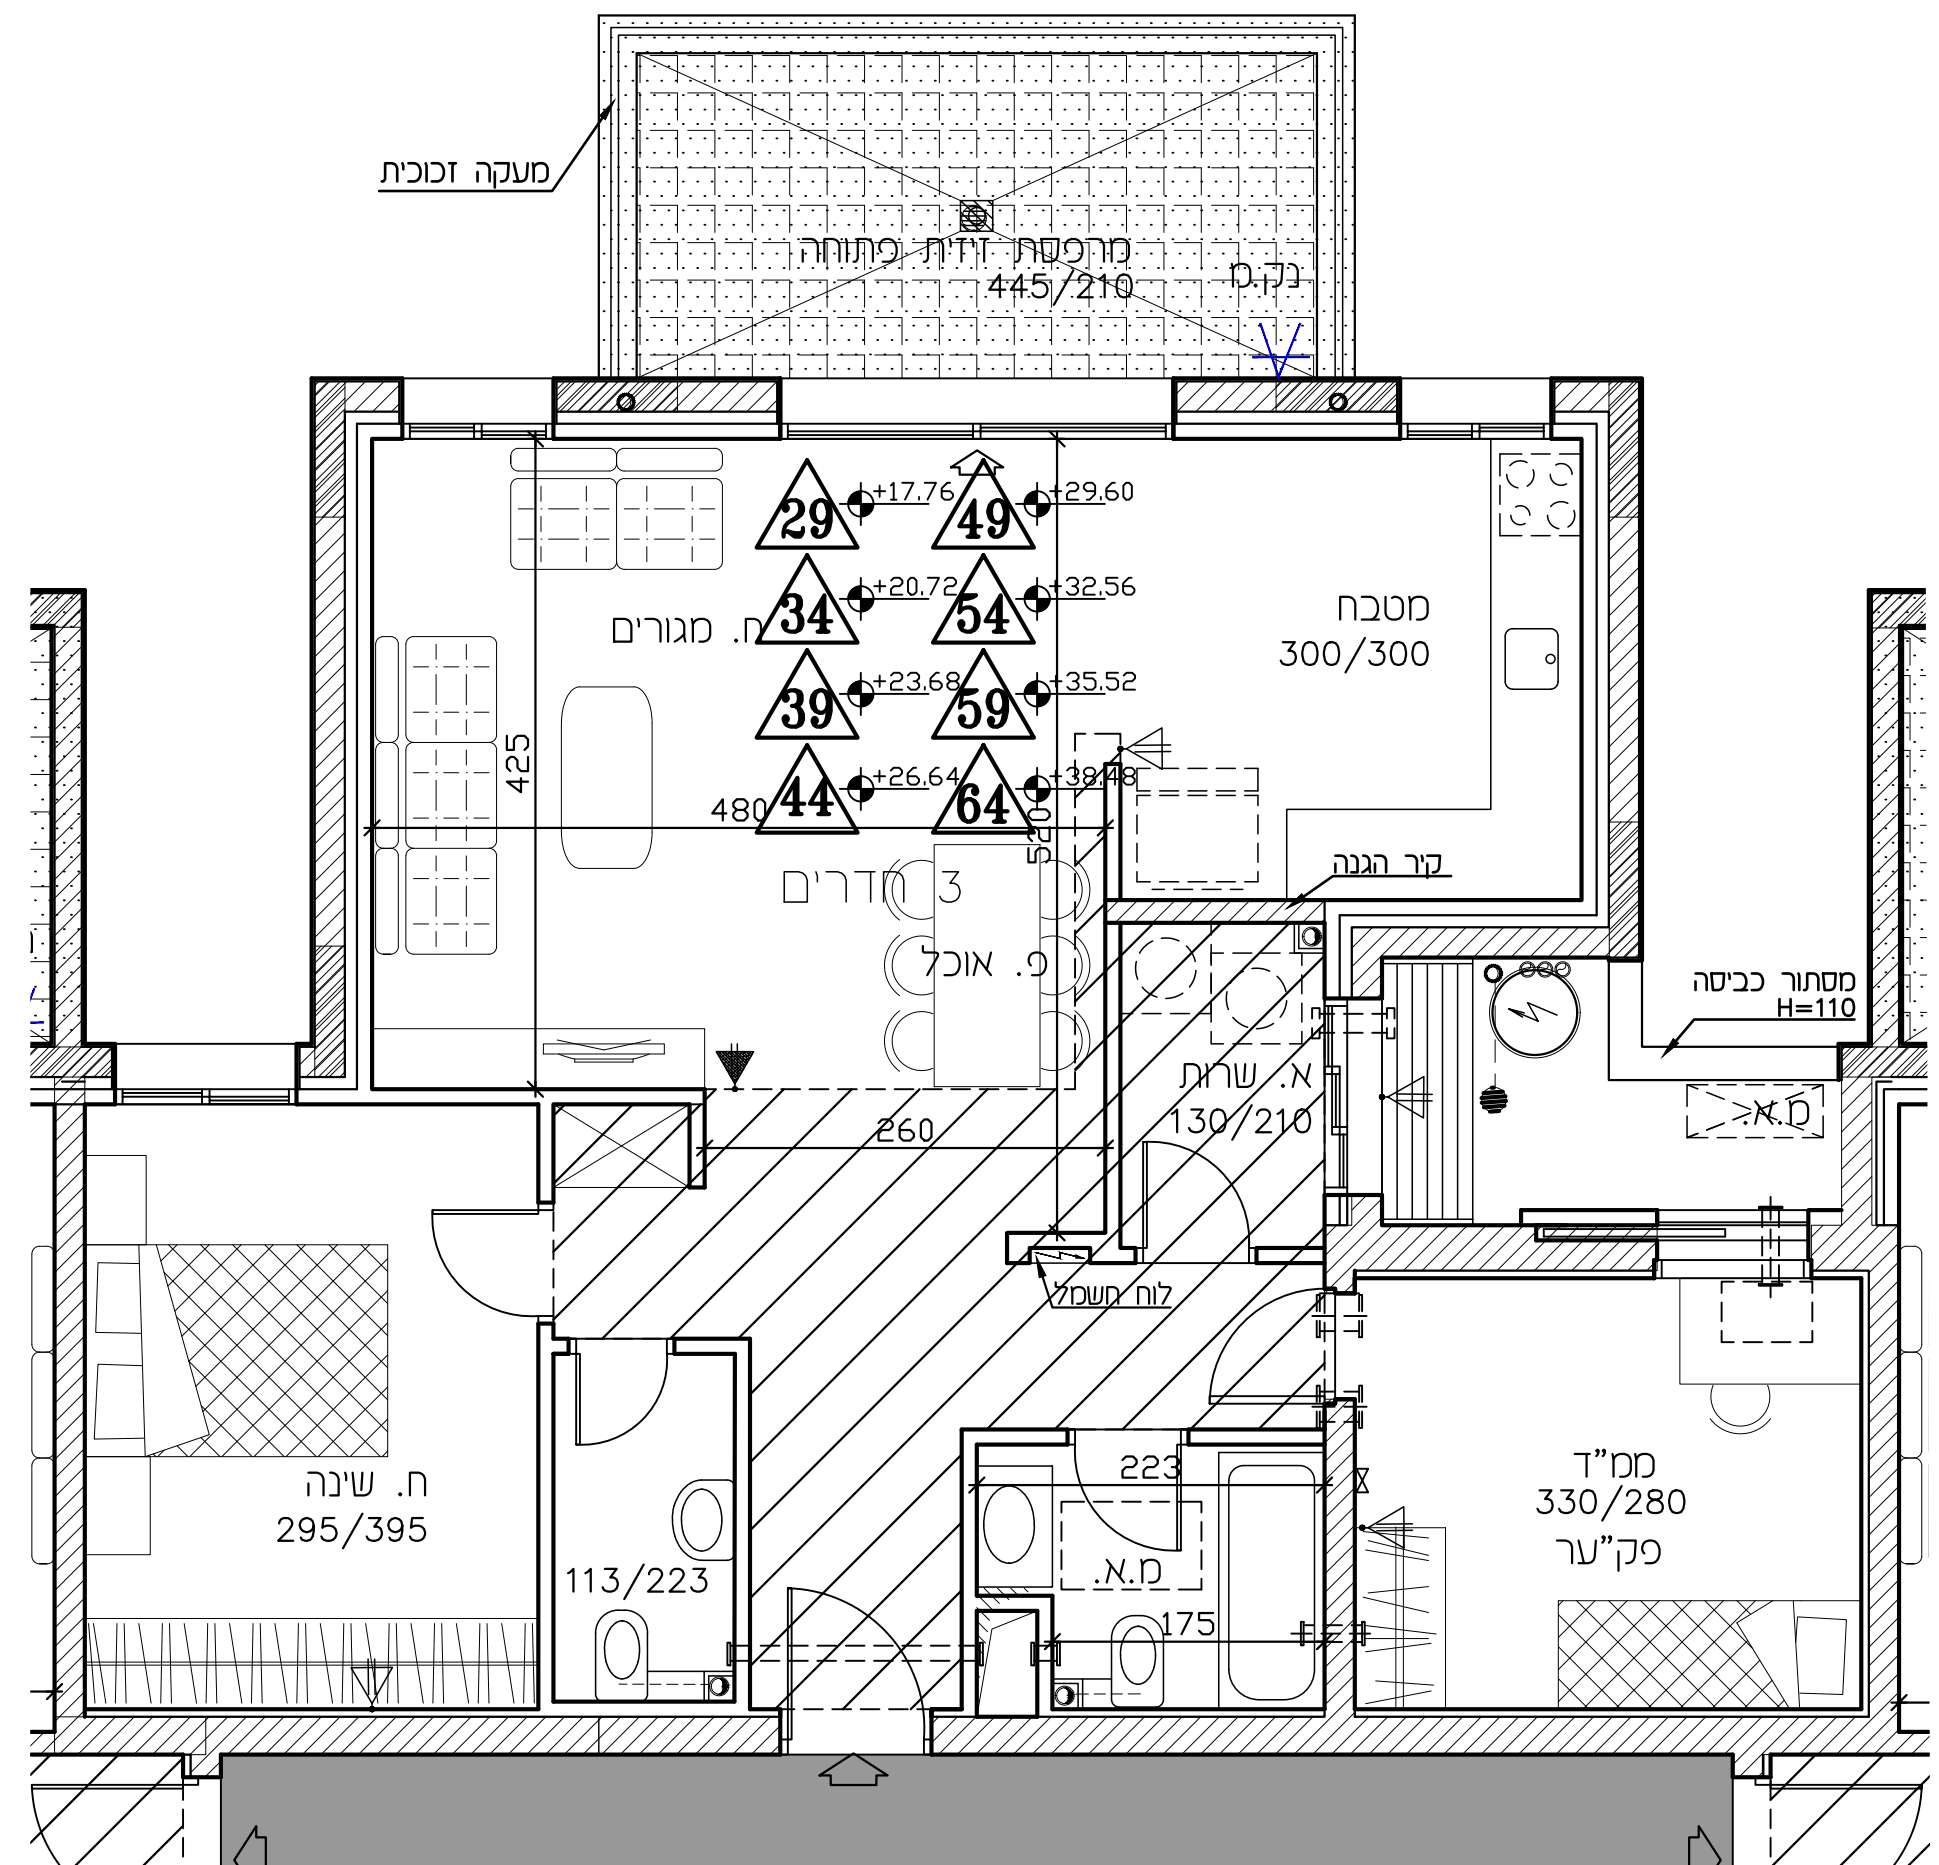 מעקה זכוכית
מרפסת זיזית פתוחה
445/210
נק.מ
29
+17.76
49
+29.60
34
+20.72
54
+32.56
39
+23.68
59
+35.52
44
+26.64
64
+38.48
ח. מגורים
מטבח
300/300
425
480
520
3 חדרים
פ. אוכל
קיר הגנה
מסתור כביסה
H=110
א. שרות
130/210
260
מ.א.
לוח חשמל
ח. שינה
295/395
113/223
223
מ.א.
175
ממ"ד
330/280
פק"ער